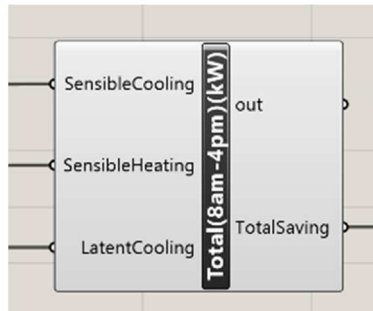 SensibleCooling
SensibleHeating
LatentCooling
Total(8am-4pm)(kW)
out
TotalSaving